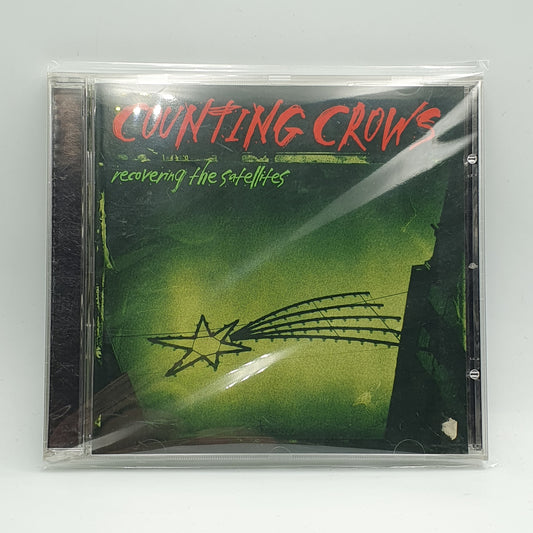 COUNTING CROWS
recovering the satellites